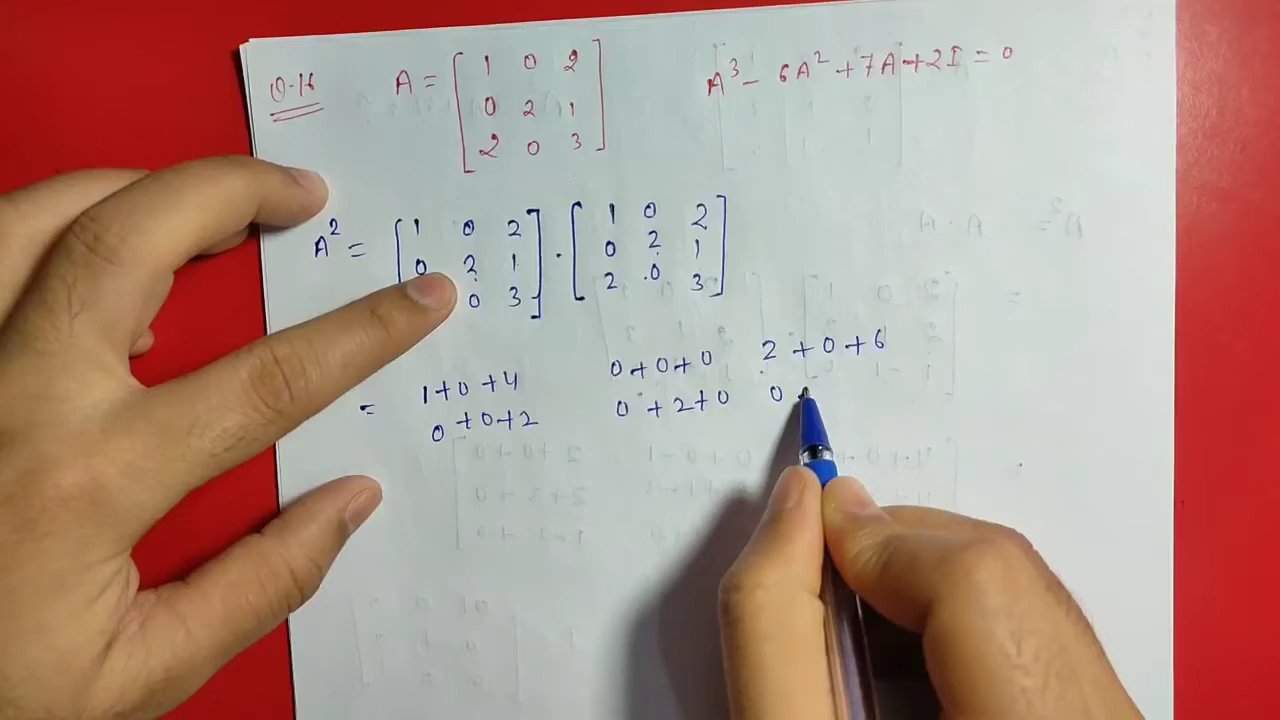 Q.16 A = [ 1 0 2 A³ - 6A² + 7A + 2I = 0
0 2 1
2 0 3 ]
A² = [ 1 0 2 ] . [ 1 0 2 ]
0 2 1 0 2 1
0 3 2 0 3
= 1+0+4 0+0+0 2+0+6
0+0+2 0+2+0 0